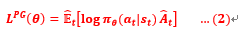 L^{PG}(θ) = Ê_t[log π_θ(a_t|s_t) Â_t]    ... (2)